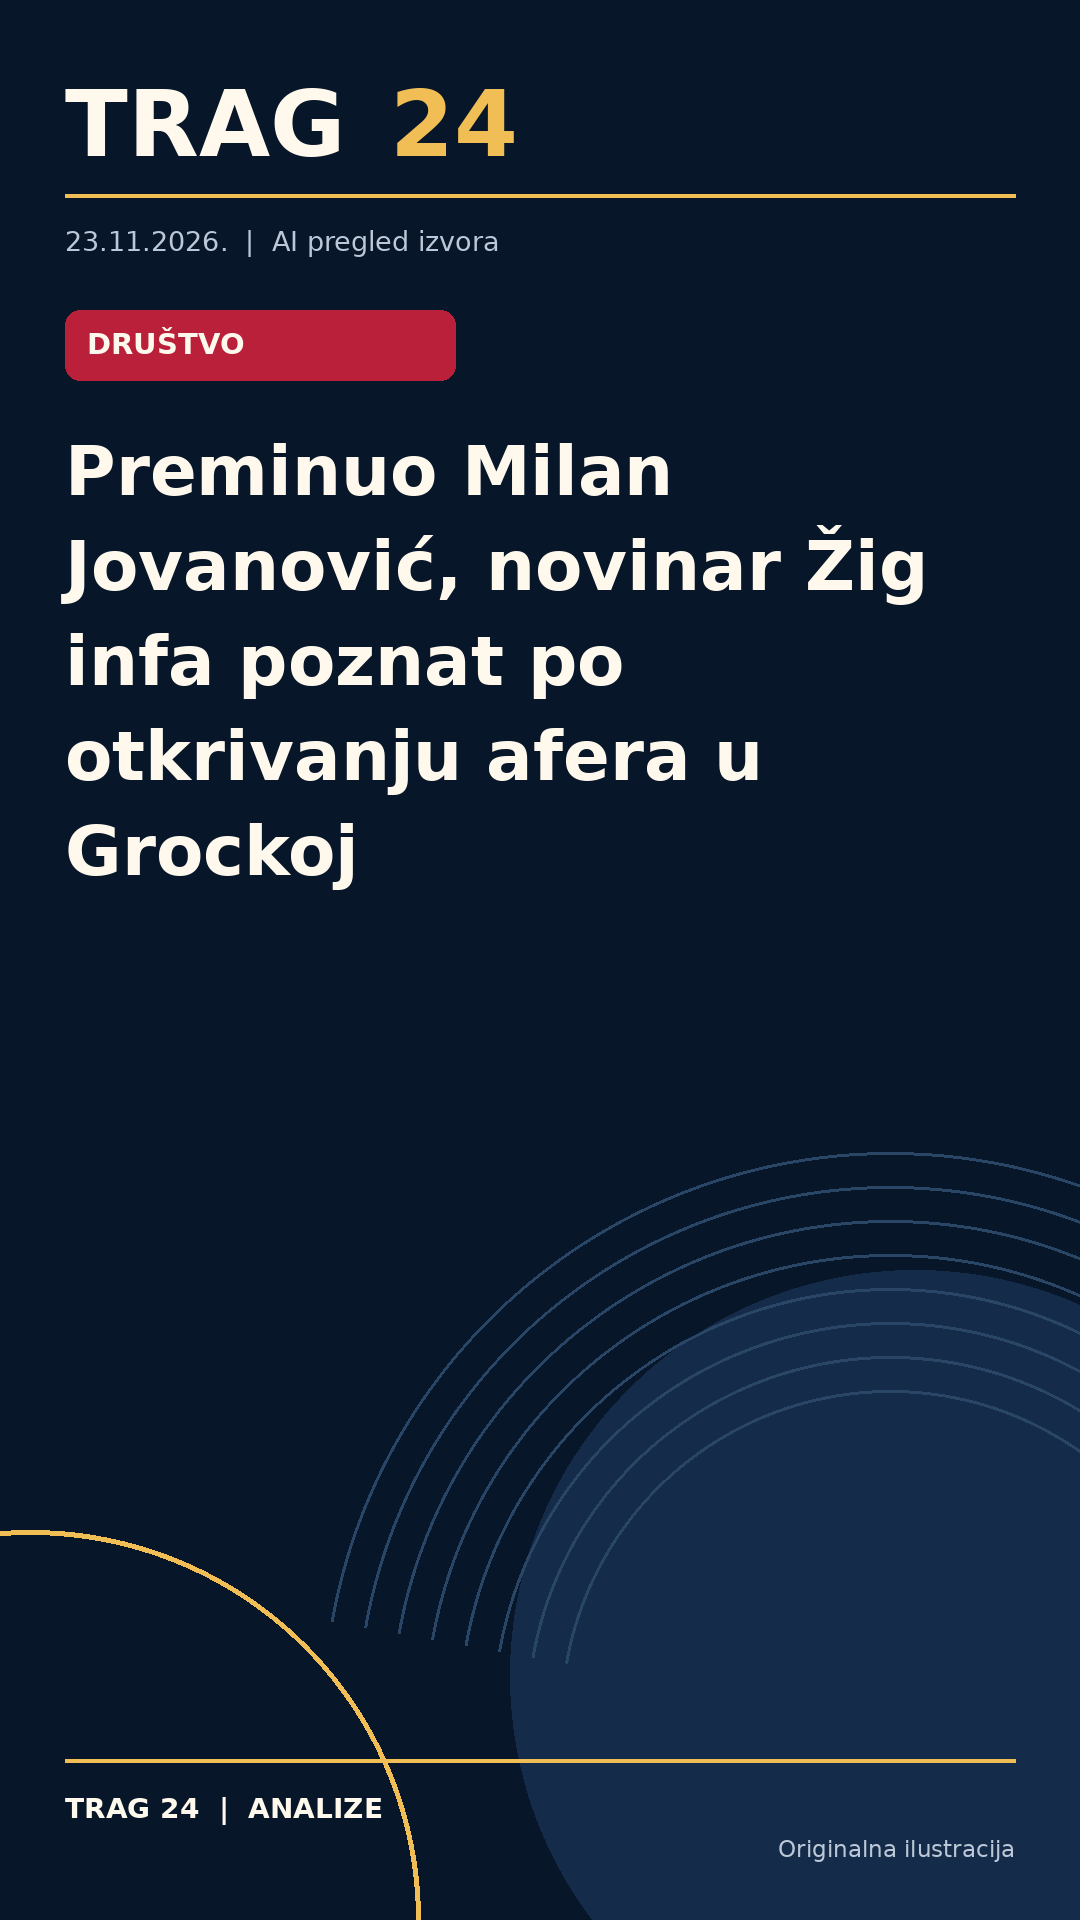 TRAG 24
23.11.2026. | AI pregled izvora
DRUŠTVO
Preminuo Milan
Jovanović, novinar Žig
infa poznat po
otkrivanju afera u
Grockoj
TRAG 24 | ANALIZE
Originalna ilustracija